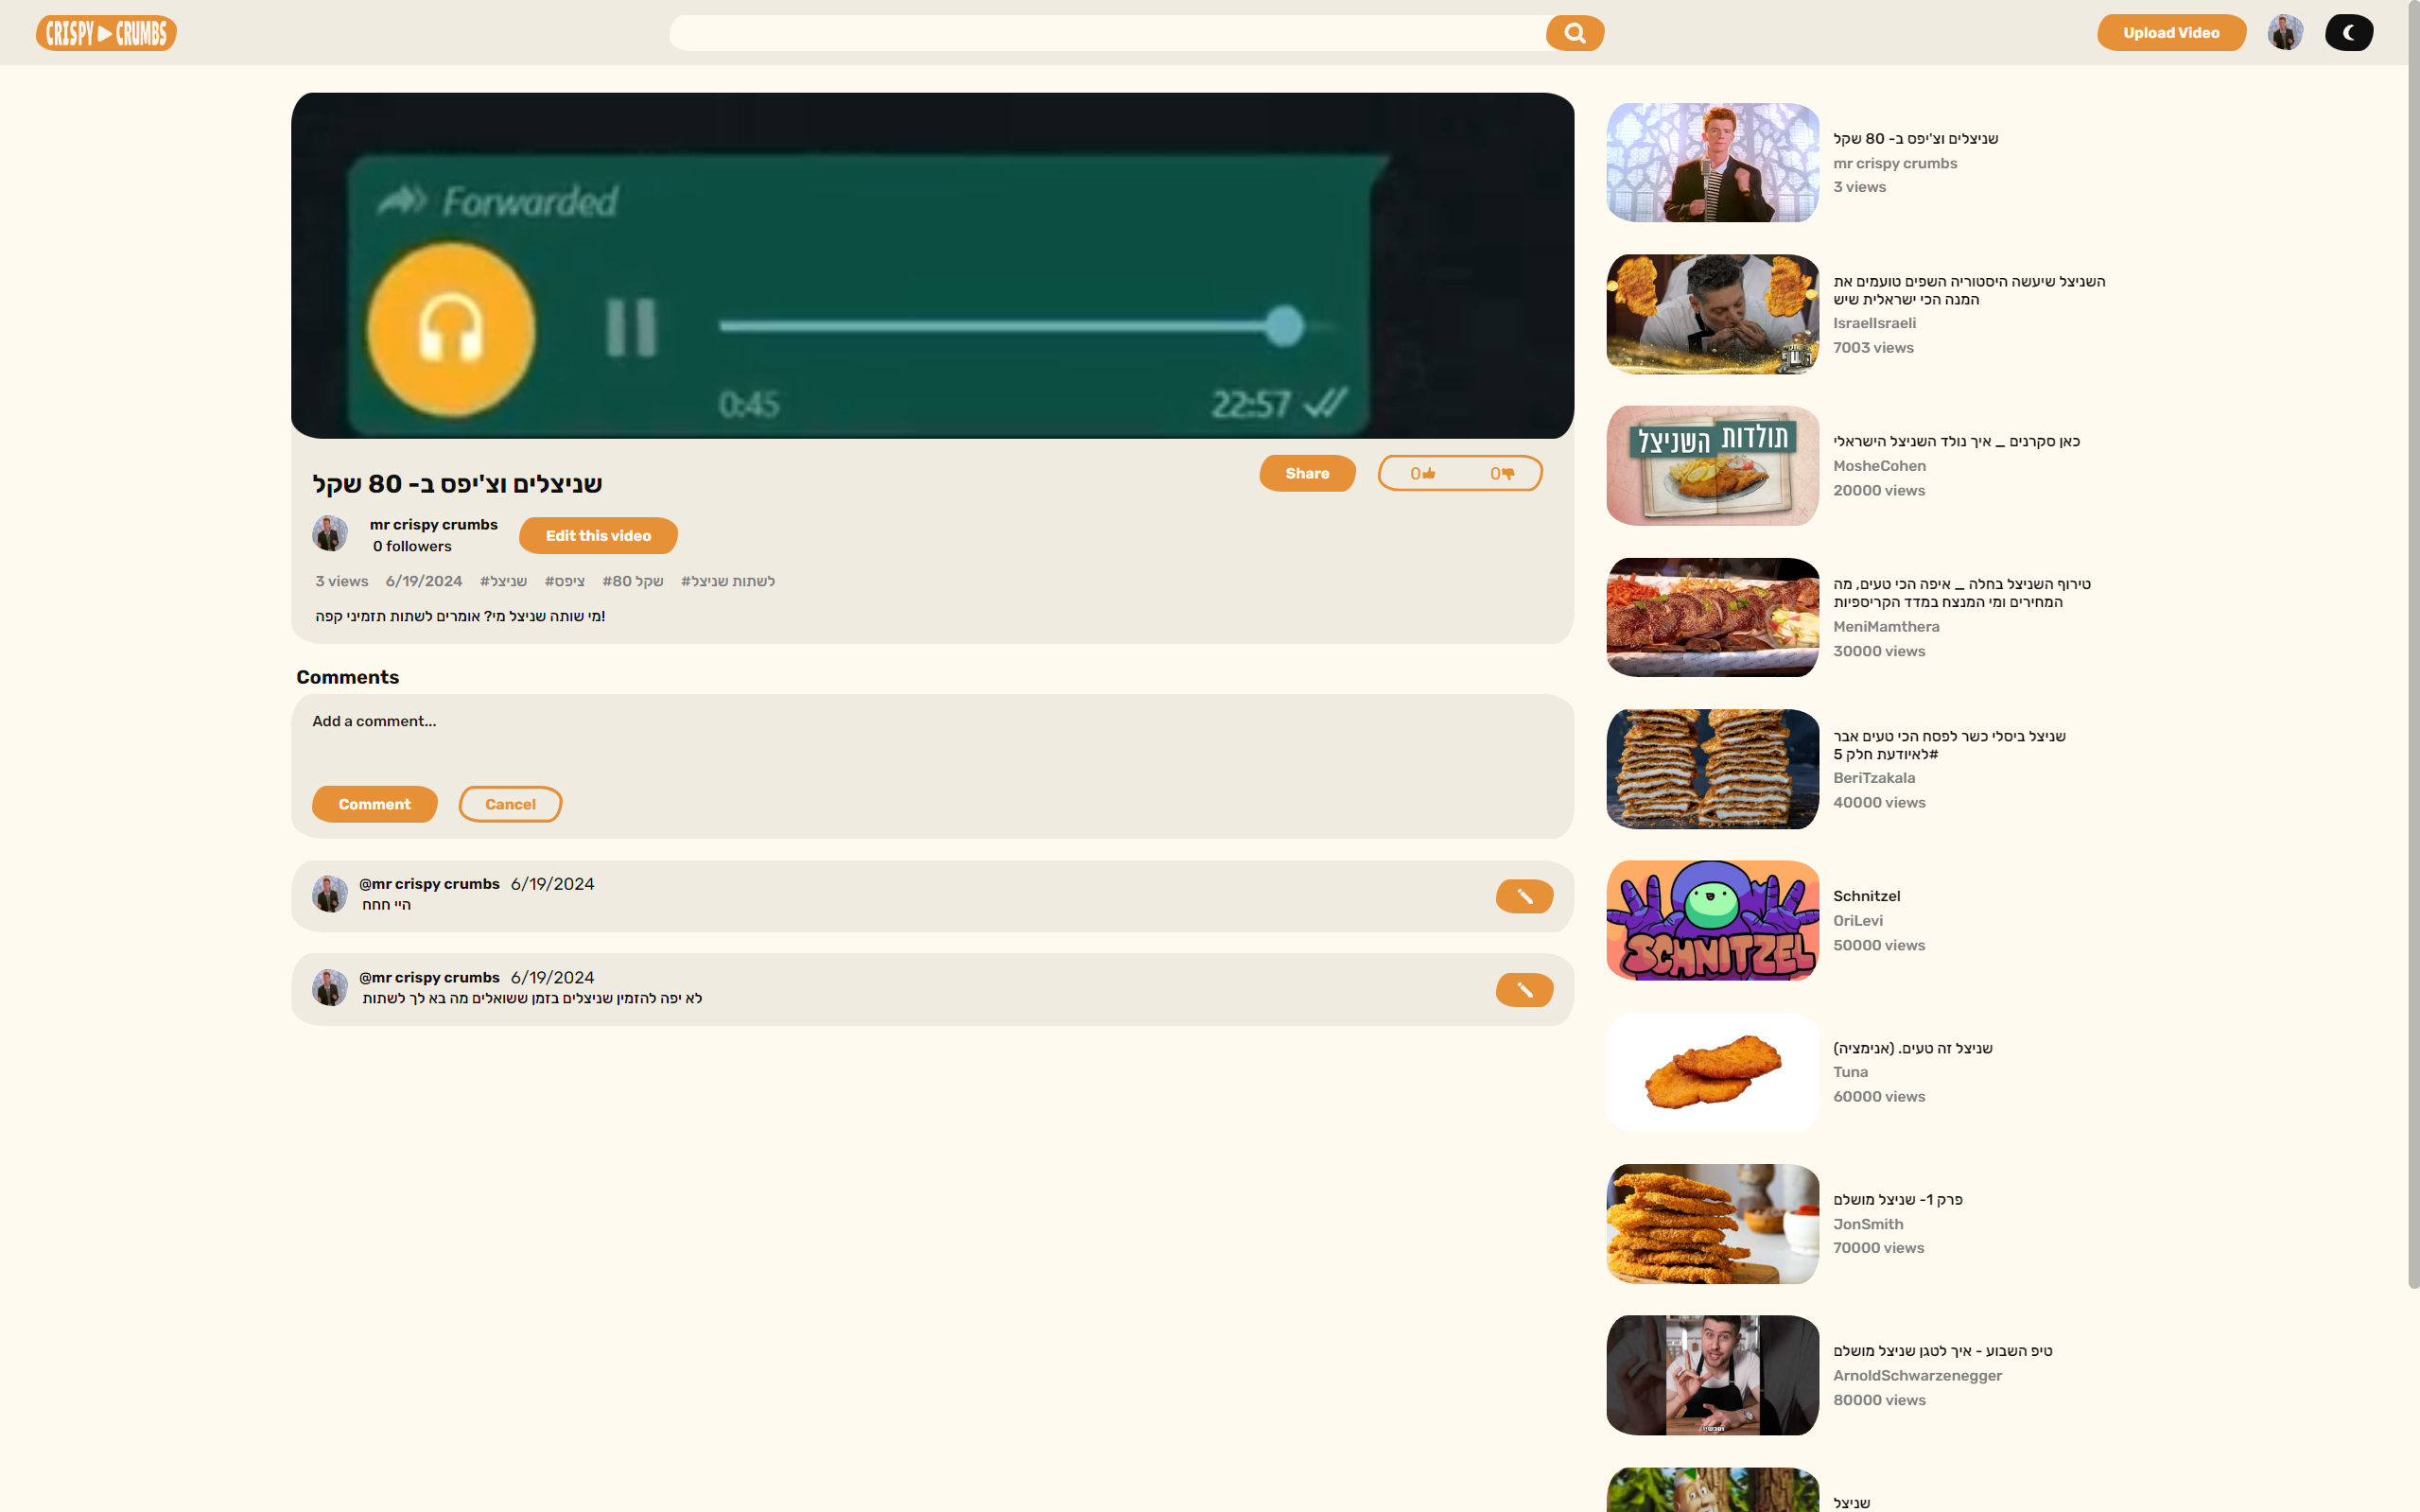 CRISPY CRUMBS
Upload Video
Forwarded
0:45
22:57
שניצלים וצ'יפס ב- 80 שקל
Share
0
0
mr crispy crumbs
0 followers
Edit this video
3 views 6/19/2024 #שניצל #ציפס #80 שקל #לשתות שניצל
מי שותה שניצל מי? אומרים לשתות תזמיני קפה!
Comments
Add a comment...
Comment
Cancel
@mr crispy crumbs 6/19/2024
היי חחח
@mr crispy crumbs 6/19/2024
לא יפה להזמין שניצלים בזמן ששואלים מה בא לך לשתות
שניצלים וצ'יפס ב- 80 שקל
mr crispy crumbs
3 views
השניצל שיעשה היסטוריה השפים טועמים את
המנה הכי ישראלית שיש
IsraelIsraeli
7003 views
תולדות השניצל
כאן סקרנים _ איך נולד השניצל הישראלי
MosheCohen
20000 views
טירוף השניצל בחלה _ איפה הכי טעים, מה
המחירים ומי המנצח במדד הקריספיות
MeniMamthera
30000 views
שניצל ביסלי כשר לפסח הכי טעים אבר
#לאיודעת חלק 5
BeriTzakala
40000 views
SCHNITZEL
Schnitzel
OriLevi
50000 views
שניצל זה טעים. (אנימציה)
Tuna
60000 views
פרק 1- שניצל מושלם
JonSmith
70000 views
טיפ השבוע - איך לטגן שניצל מושלם
ArnoldSchwarzenegger
80000 views
שניצל